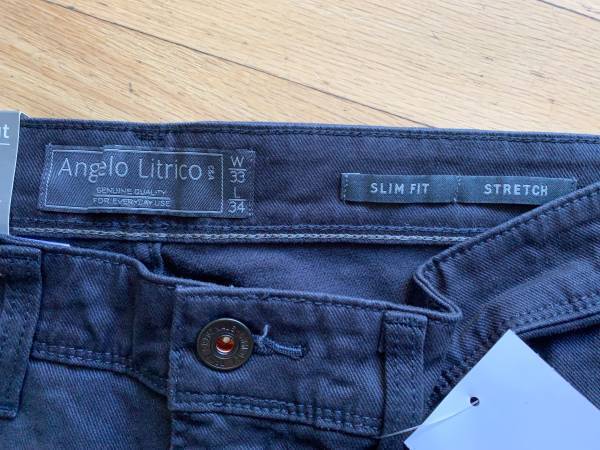 Angelo Litrico
C&A
GENUINE QUALITY
FOR EVERYDAY USE
W
33
L
34
SLIM FIT
STRETCH